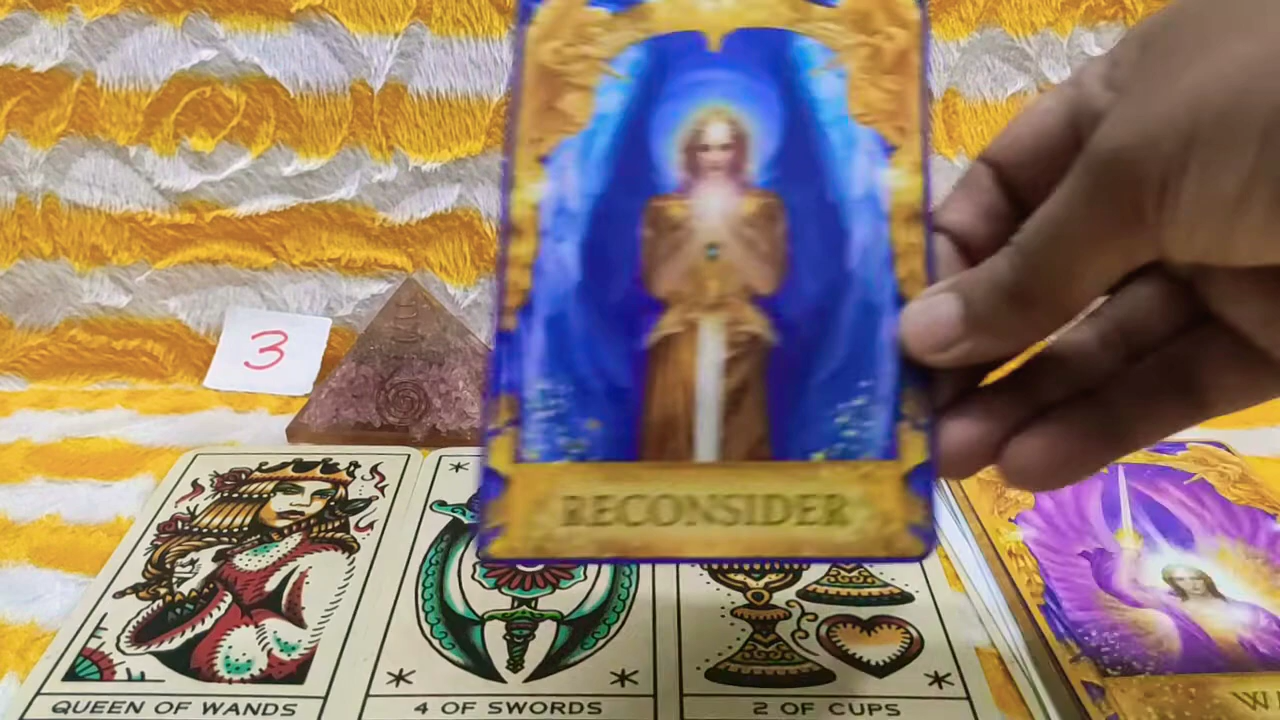 3
RECONSIDER
QUEEN OF WANDS
4 OF SWORDS
2 OF CUPS